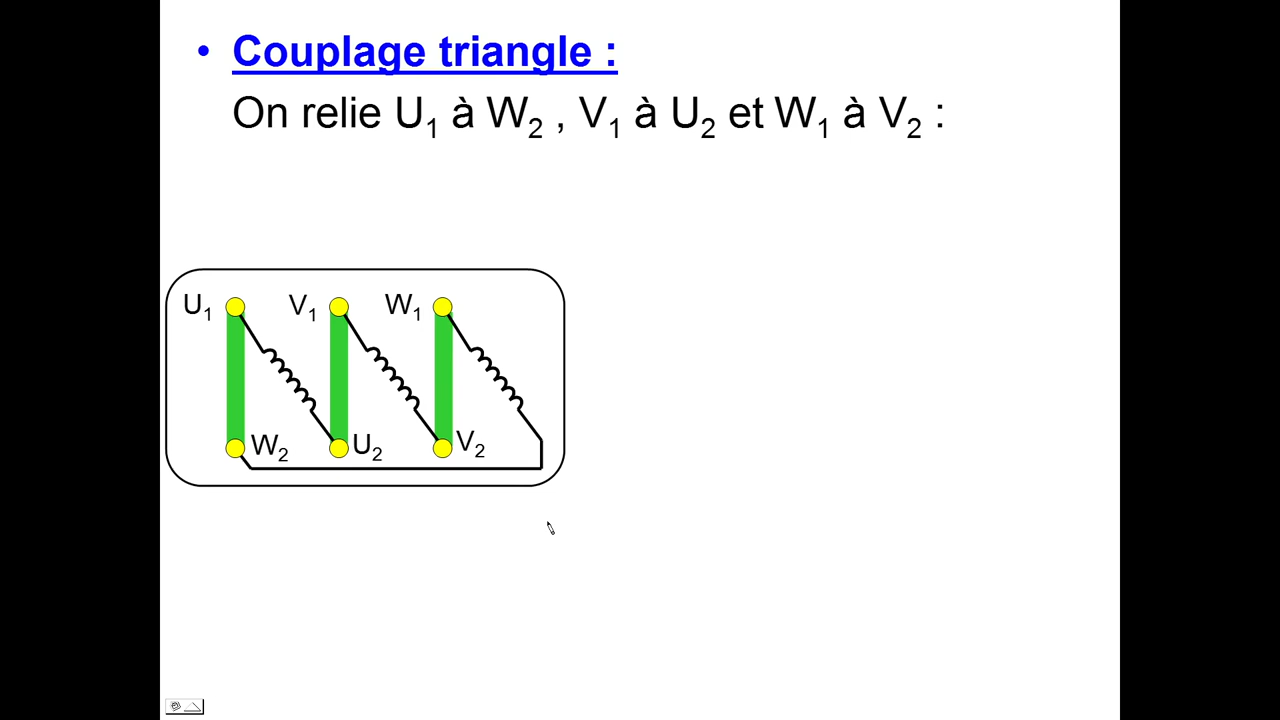 • Couplage triangle :
On relie U₁ à W₂ , V₁ à U₂ et W₁ à V₂ :
U₁ V₁ W₁
W₂ U₂ V₂